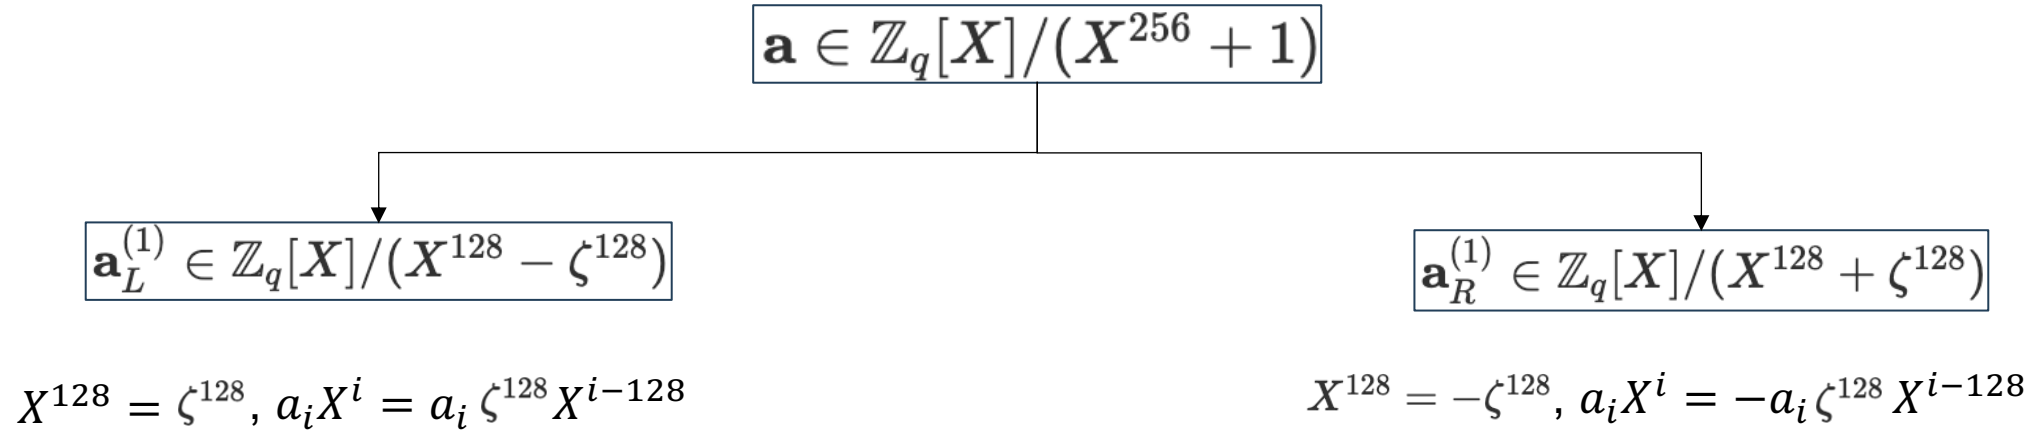 𝐚 ∈ ℤ_q[X]/(X^{256} + 1)
𝐚_L^{(1)} ∈ ℤ_q[X]/(X^{128} − ζ^{128})
𝐚_R^{(1)} ∈ ℤ_q[X]/(X^{128} + ζ^{128})
X^{128} = ζ^{128}, a_i X^i = a_i ζ^{128} X^{i−128}
X^{128} = −ζ^{128}, a_i X^i = −a_i ζ^{128} X^{i−128}